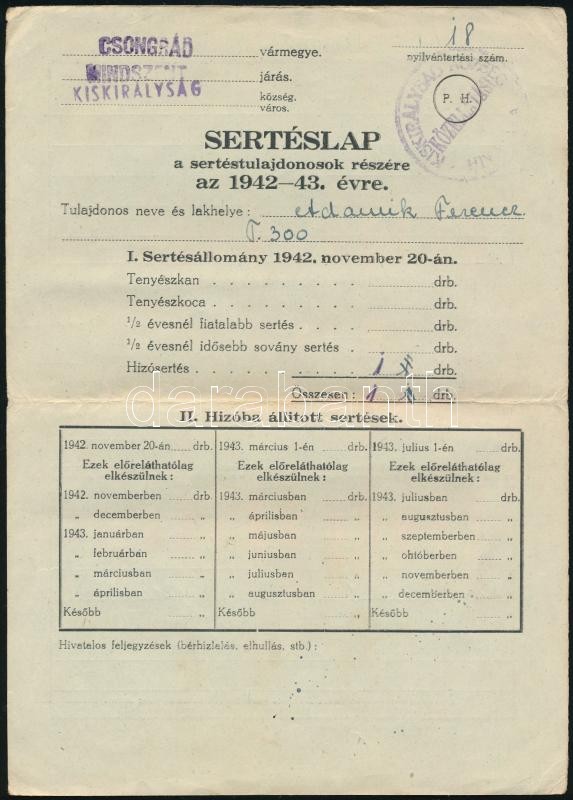 CSONGRÁD vármegye.
MINDSZENT járás.
KISKIRÁLYSÁG község.
város.
18
nyilvántartási szám.
P. H.
SERTÉSLAP
a sertéstulajdonosok részére
az 1942—43. évre.
Tulajdonos neve és lakhelye: Adamik Ferenc
T. 300
I. Sertésállomány 1942. november 20-án.
Tenyészkan . . . . . . . . . drb.
Tenyészkoca . . . . . . . . . drb.
1/2 évesnél fiatalabb sertés . . . . drb.
1/2 évesnél idősebb sovány sertés . drb.
Hizósertés . . . . . . 1 drb.
Összesen: 1 1 drb.
darabanth.com
II. Hizóba állított sertések.
1942. november 20-án drb.
Ezek előreláthatólag
elkészülnek:
1942. novemberben drb.
„ decemberben „
1943. januárban „
„ februárban „
„ márciusban „
„ áprilisban „
Később „
1943. március 1-én drb.
Ezek előreláthatólag
elkészülnek:
1943. márciusban drb.
„ áprilisban „
„ májusban „
„ juniusban „
„ juliusban „
„ augusztusban „
Később „
1943. julius 1-én drb.
Ezek előreláthatólag
elkészülnek:
1943. juliusban drb.
„ augusztusban „
„ szeptemberben „
„ októberben „
„ novemberben „
„ decemberben „
Később „
Hivatalos feljegyzések (bérhizlalás, elhullás, stb.):